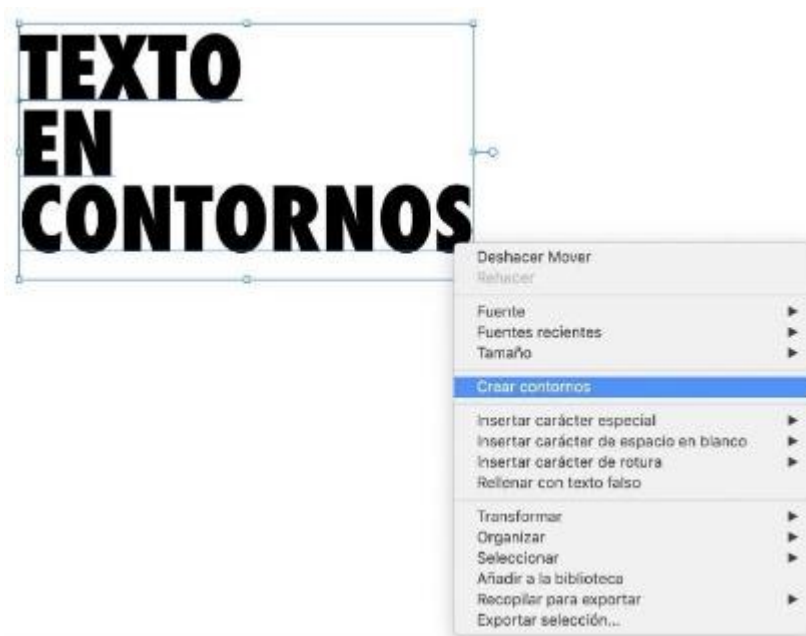 TEXTO
EN
CONTORNOS
Deshacer Mover
Rehacer
Fuente
Fuentes recientes
Tamaño
Crear contornos
Insertar carácter especial
Insertar carácter de espacio en blanco
Insertar carácter de rotura
Rellenar con texto falso
Transformar
Organizar
Seleccionar
Añadir a la biblioteca
Recopilar para exportar
Exportar selección...